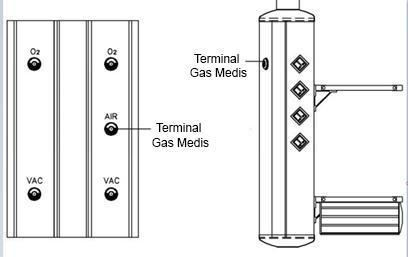 O2 O2
AIR
VAC VAC
Terminal
Gas Medis
Terminal
Gas Medis